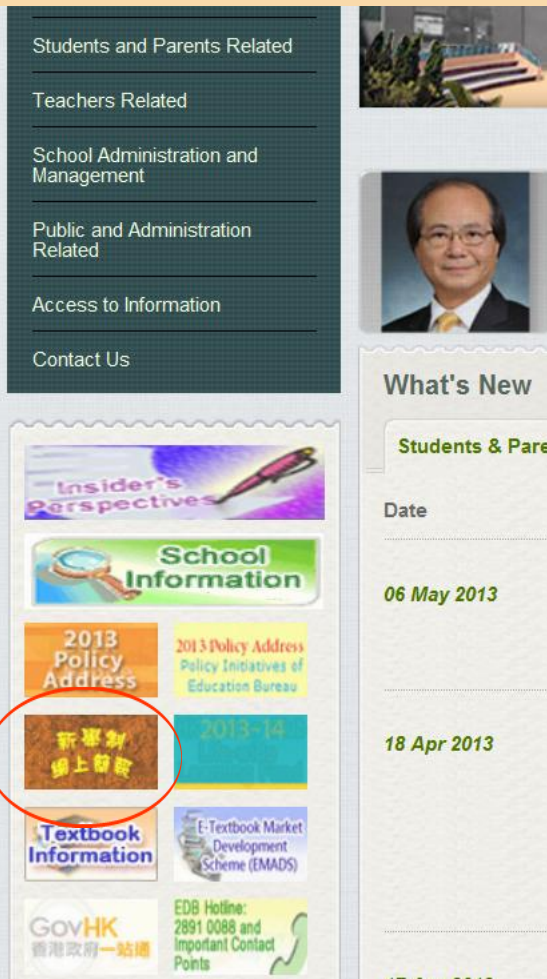 Students and Parents Related
Teachers Related
School Administration and
Management
Public and Administration
Related
Access to Information
Contact Us
What's New
Students & Pare
Date
06 May 2013
18 Apr 2013
Insider's
Perspectives
School
Information
2013
Policy
Address
2013 Policy Address
Policy Initiatives of
Education Bureau
新學制
網上簡報
2013-14
Textbook
Information
E-Textbook Market
Development
Scheme (EMADS)
GovHK
香港政府一站通
EDB Hotline:
2891 0088 and
Important Contact
Points